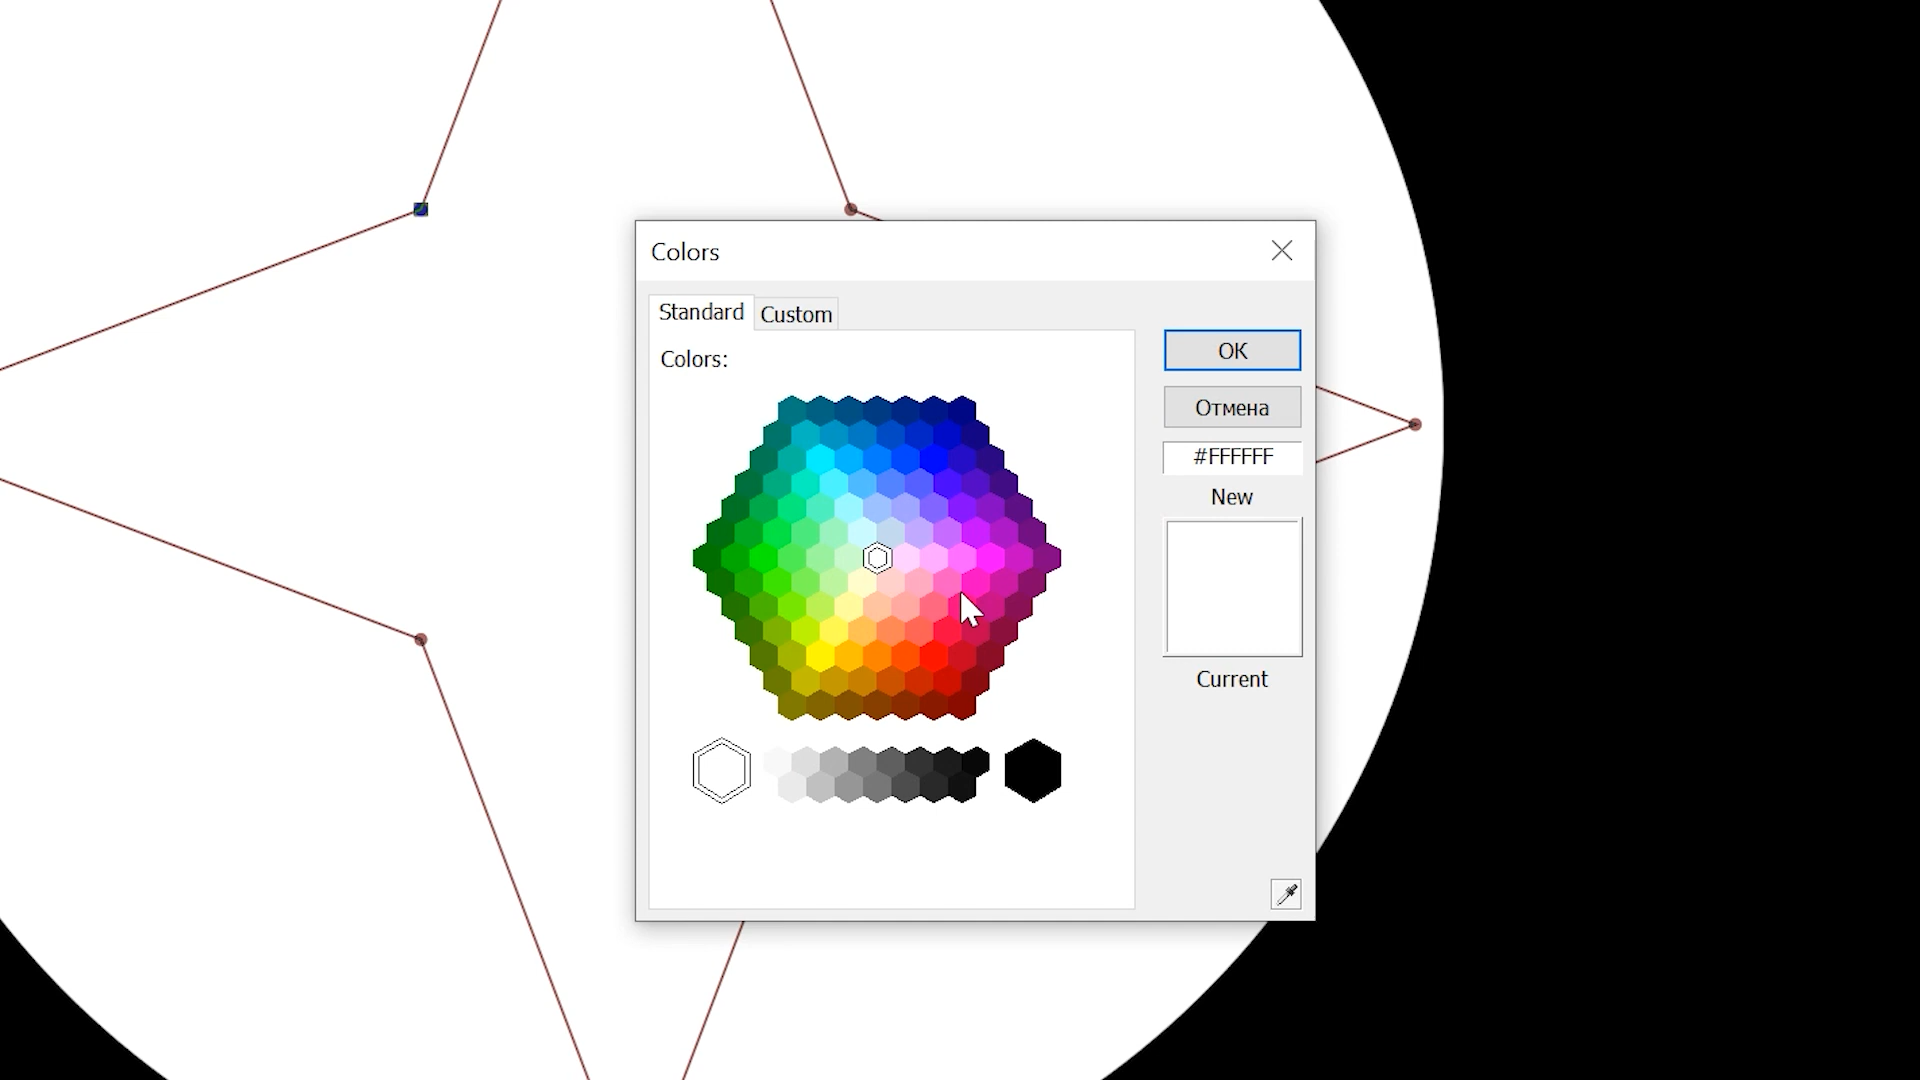 Colors
Standard
Custom
Colors:
OK
Отмена
#FFFFFF
New
Current